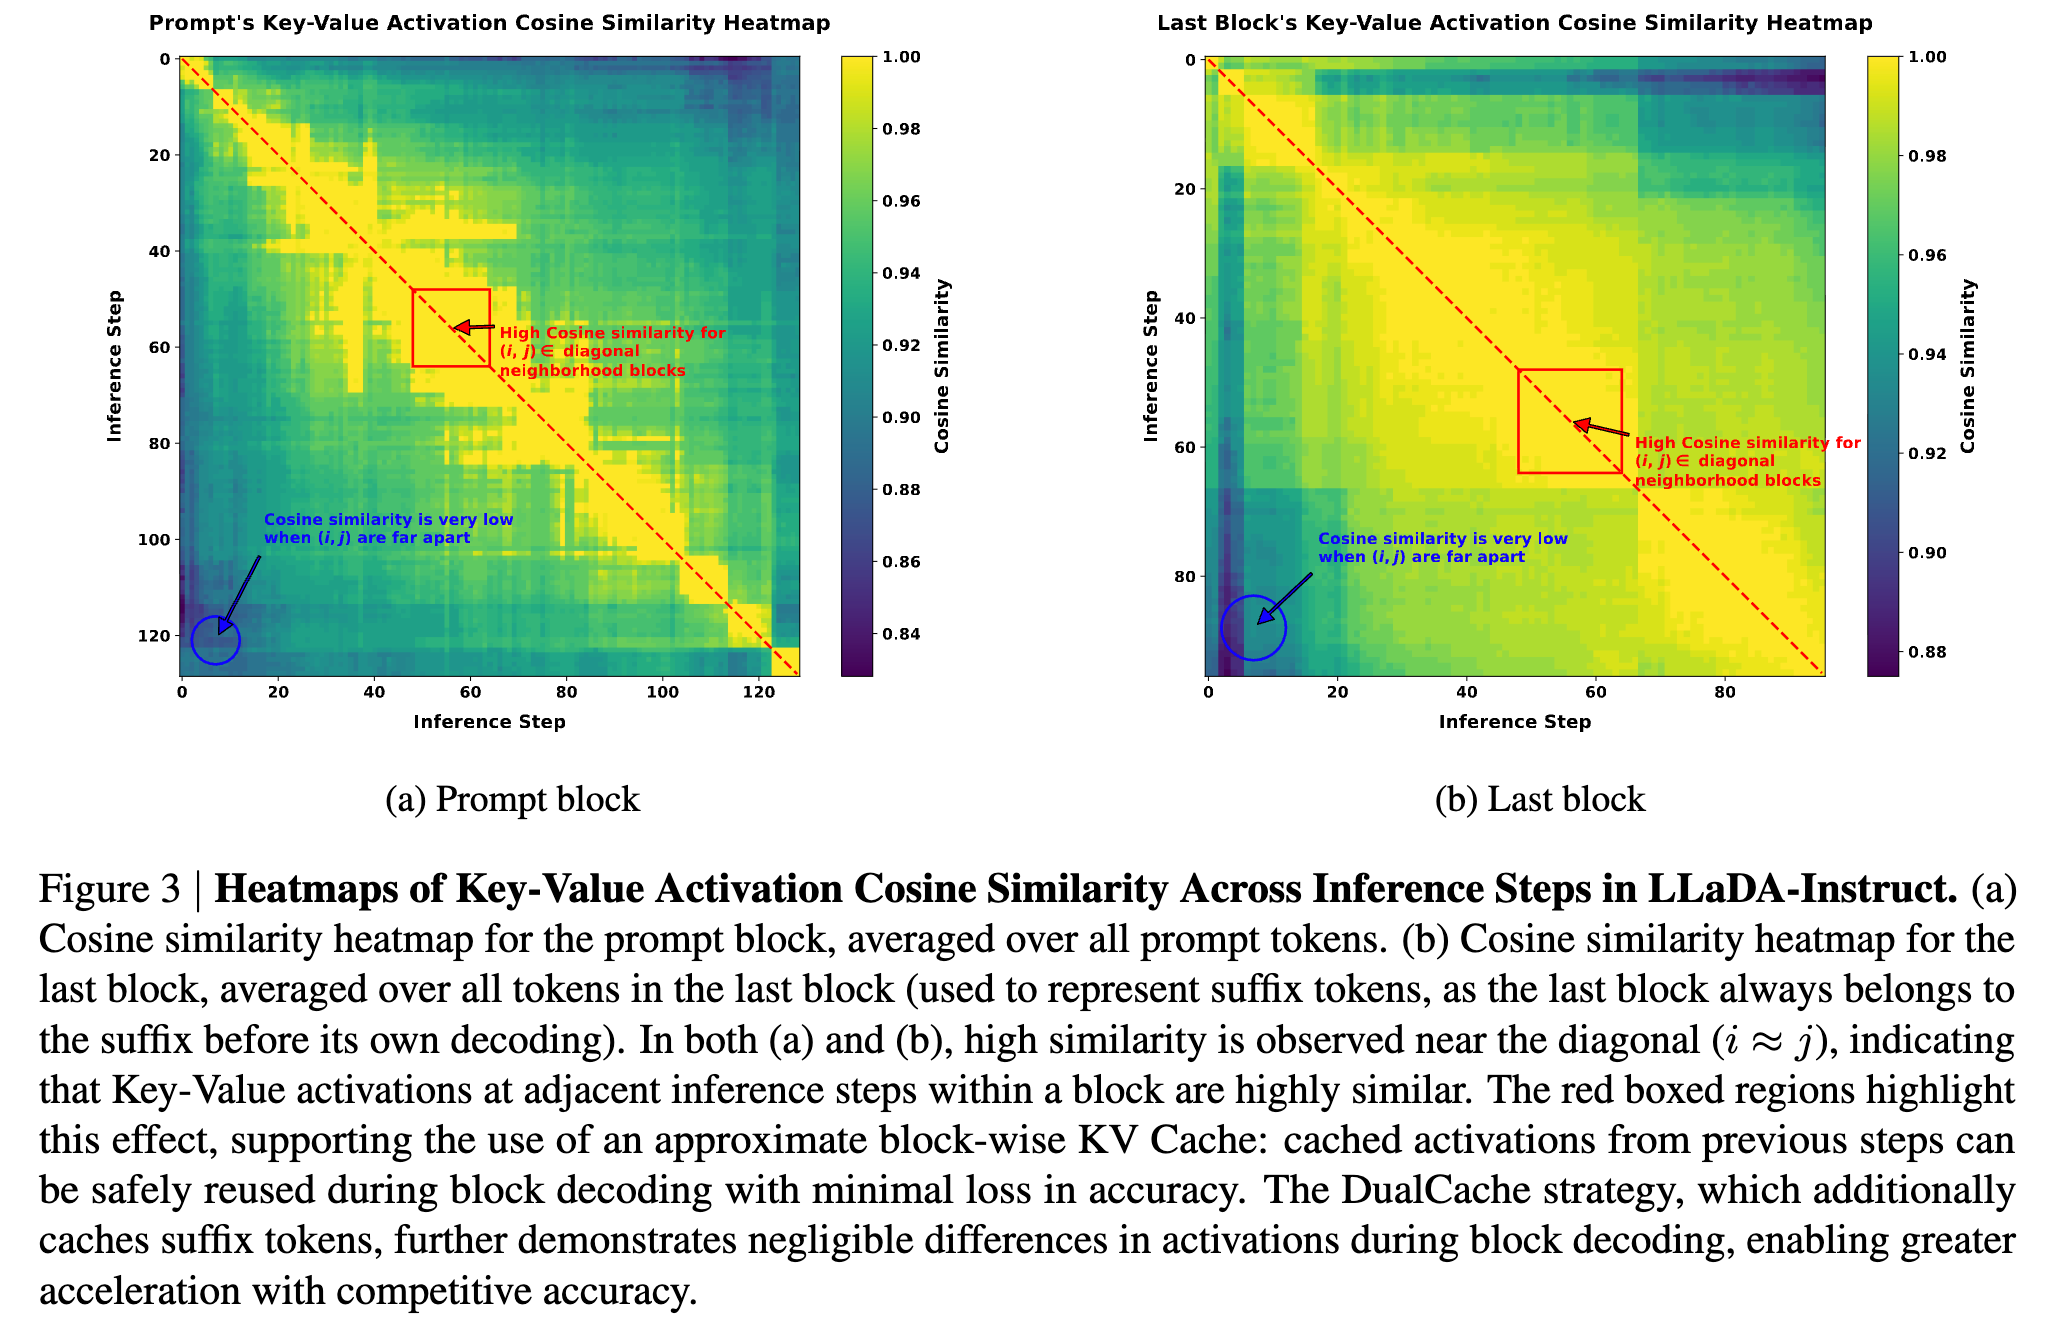 Prompt's Key-Value Activation Cosine Similarity Heatmap
0
20
40
60
80
100
120
Inference Step
0 20 40 60 80 100 120
Inference Step
High Cosine similarity for
(i, j) ∈ diagonal
neighborhood blocks
Cosine similarity is very low
when (i, j) are far apart
1.00
0.98
0.96
0.94
0.92
0.90
0.88
0.86
0.84
Cosine Similarity
(a) Prompt block
Last Block's Key-Value Activation Cosine Similarity Heatmap
0
20
40
60
80
Inference Step
0 20 40 60 80
Inference Step
High Cosine similarity for
(i, j) ∈ diagonal
neighborhood blocks
Cosine similarity is very low
when (i, j) are far apart
1.00
0.98
0.96
0.94
0.92
0.90
0.88
Cosine Similarity
(b) Last block
Figure 3 | Heatmaps of Key-Value Activation Cosine Similarity Across Inference Steps in LLaDA-Instruct. (a)
Cosine similarity heatmap for the prompt block, averaged over all prompt tokens. (b) Cosine similarity heatmap for the
last block, averaged over all tokens in the last block (used to represent suffix tokens, as the last block always belongs to
the suffix before its own decoding). In both (a) and (b), high similarity is observed near the diagonal (i ≈ j), indicating
that Key-Value activations at adjacent inference steps within a block are highly similar. The red boxed regions highlight
this effect, supporting the use of an approximate block-wise KV Cache: cached activations from previous steps can
be safely reused during block decoding with minimal loss in accuracy. The DualCache strategy, which additionally
caches suffix tokens, further demonstrates negligible differences in activations during block decoding, enabling greater
acceleration with competitive accuracy.